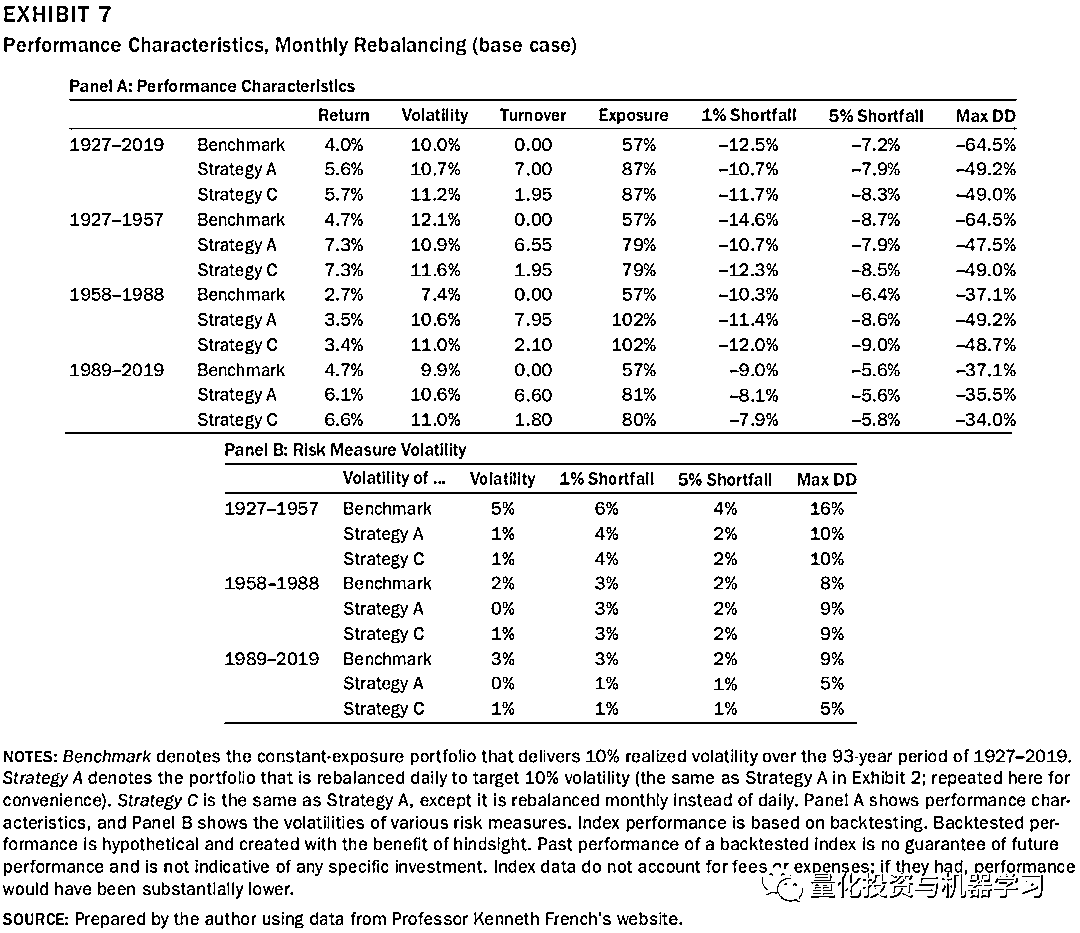 EXHIBIT 7
Performance Characteristics, Monthly Rebalancing (base case)
Panel A: Performance Characteristics
Return Volatility Turnover Exposure 1% Shortfall 5% Shortfall Max DD
1927–2019 Benchmark 4.0% 10.0% 0.00 57% –12.5% –7.2% –64.5%
Strategy A 5.6% 10.7% 7.00 87% –10.7% –7.9% –49.2%
Strategy C 5.7% 11.2% 1.95 87% –11.7% –8.3% –49.0%
1927–1957 Benchmark 4.7% 12.1% 0.00 57% –14.6% –8.7% –64.5%
Strategy A 7.3% 10.9% 6.55 79% –10.7% –7.9% –47.5%
Strategy C 7.3% 11.6% 1.95 79% –12.3% –8.5% –49.0%
1958–1988 Benchmark 2.7% 7.4% 0.00 57% –10.3% –6.4% –37.1%
Strategy A 3.5% 10.6% 7.95 102% –11.4% –8.6% –49.2%
Strategy C 3.4% 11.0% 2.10 102% –12.0% –9.0% –48.7%
1989–2019 Benchmark 4.7% 9.9% 0.00 57% –9.0% –5.6% –37.1%
Strategy A 6.1% 10.6% 6.60 81% –8.1% –5.6% –35.5%
Strategy C 6.6% 11.0% 1.80 80% –7.9% –5.8% –34.0%
Panel B: Risk Measure Volatility
Volatility of ... Volatility 1% Shortfall 5% Shortfall Max DD
1927–1957 Benchmark 5% 6% 4% 16%
Strategy A 1% 4% 2% 10%
Strategy C 1% 4% 2% 10%
1958–1988 Benchmark 2% 3% 2% 8%
Strategy A 0% 3% 2% 9%
Strategy C 1% 3% 2% 9%
1989–2019 Benchmark 3% 3% 2% 9%
Strategy A 0% 1% 1% 5%
Strategy C 1% 1% 1% 5%
NOTES: Benchmark denotes the constant-exposure portfolio that delivers 10% realized volatility over the 93-year period of 1927–2019.
Strategy A denotes the portfolio that is rebalanced daily to target 10% volatility (the same as Strategy A in Exhibit 2; repeated here for
convenience). Strategy C is the same as Strategy A, except it is rebalanced monthly instead of daily. Panel A shows performance char-
acteristics, and Panel B shows the volatilities of various risk measures. Index performance is based on backtesting. Backtested per-
formance is hypothetical and created with the benefit of hindsight. Past performance of a backtested index is no guarantee of future
performance and is not indicative of any specific investment. Index data do not account for fees or expenses; if they had, performance
would have been substantially lower.
量化投资与机器学习
SOURCE: Prepared by the author using data from Professor Kenneth French's website.